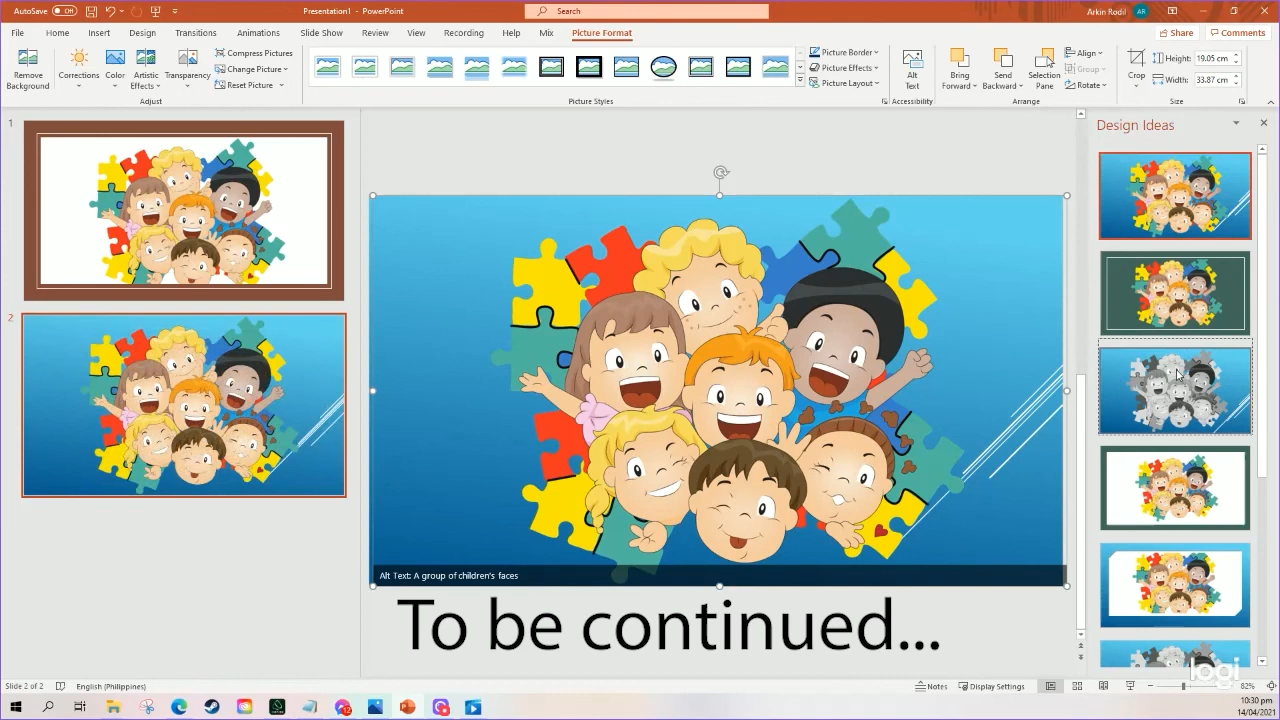 AutoSave Off Presentation1 - PowerPoint Search Arkin Rodil AR
File Home Insert Design Transitions Animations Slide Show Review View Recording Help Mix Picture Format Share Comments
Remove Background
Corrections
Color
Artistic Effects
Transparency
Compress Pictures
Change Picture
Reset Picture
Picture Border
Picture Effects
Picture Layout
Alt Text
Bring Forward
Send Backward
Selection Pane
Align
Group
Rotate
Crop
Height: 19.05 cm
Width: 33.87 cm
Adjust Picture Styles Accessibility Arrange Size
1
2
Design Ideas
Alt Text: A group of children's faces
To be continued...
logi
Slide 2 of 2 English (Philippines) Notes Display Settings 82%
12
10:30 pm
14/04/2021